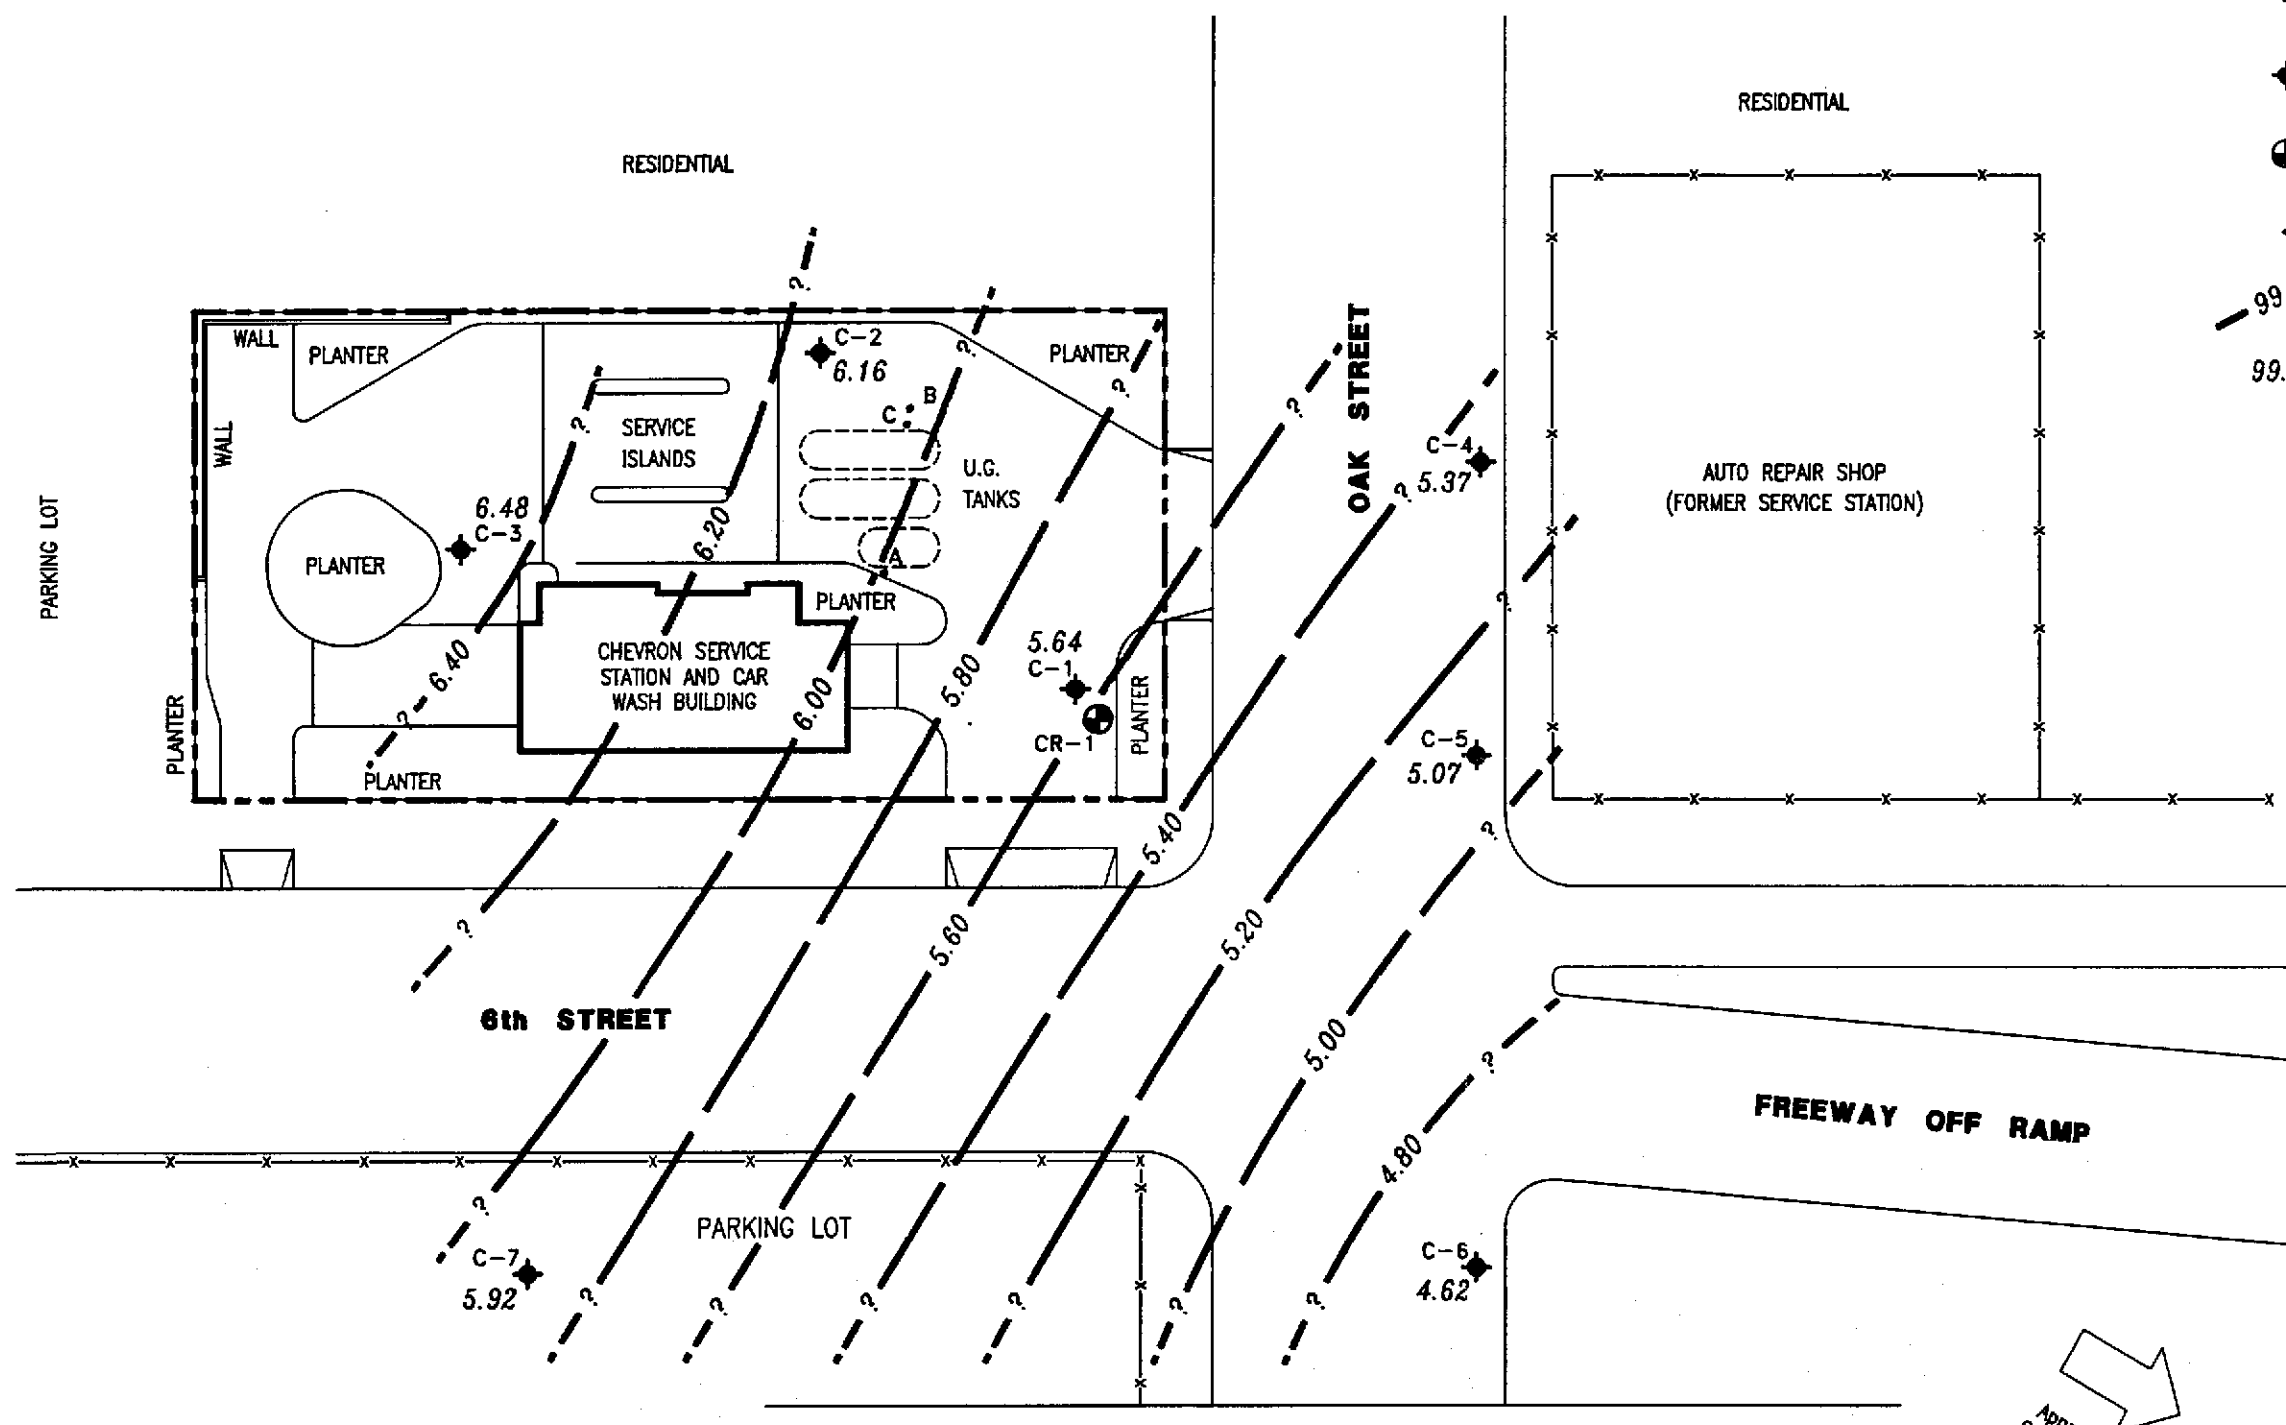 RESIDENTIAL
RESIDENTIAL
WALL
PLANTER
WALL
PARKING LOT
PLANTER
PLANTER
SERVICE
ISLANDS
?
?
?
C-2
6.16
B
C
A
U.G.
TANKS
PLANTER
?
?
OAK STREET
C-4
5.37
?
AUTO REPAIR SHOP
(FORMER SERVICE STATION)
99
99.
6.48
C-3
6.20
PLANTER
?
5.64
C-1
CR-1
PLANTER
CHEVRON SERVICE
STATION AND CAR
WASH BUILDING
6.40
?
PLANTER
6.00
5.80
C-5
5.07
5.40
?
?
5.60
5.20
6th STREET
5.00
?
4.80
FREEWAY OFF RAMP
?
PARKING LOT
C-7
5.92
?
?
?
?
?
?
C-6
4.62